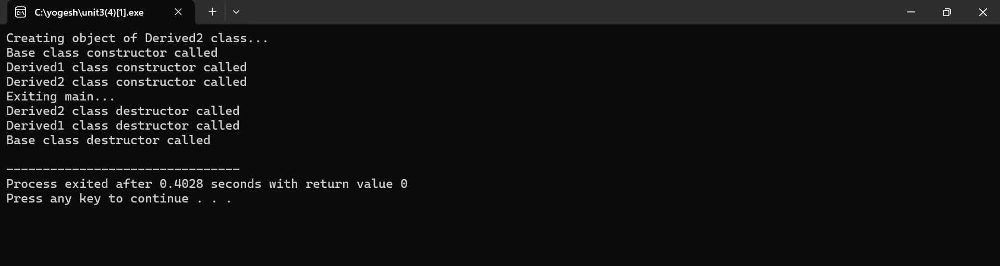 C:\yogesh\unit3(4)[1].exe
Creating object of Derived2 class...
Base class constructor called
Derived1 class constructor called
Derived2 class constructor called
Exiting main...
Derived2 class destructor called
Derived1 class destructor called
Base class destructor called
--------------------------------
Process exited after 0.4028 seconds with return value 0
Press any key to continue . . .